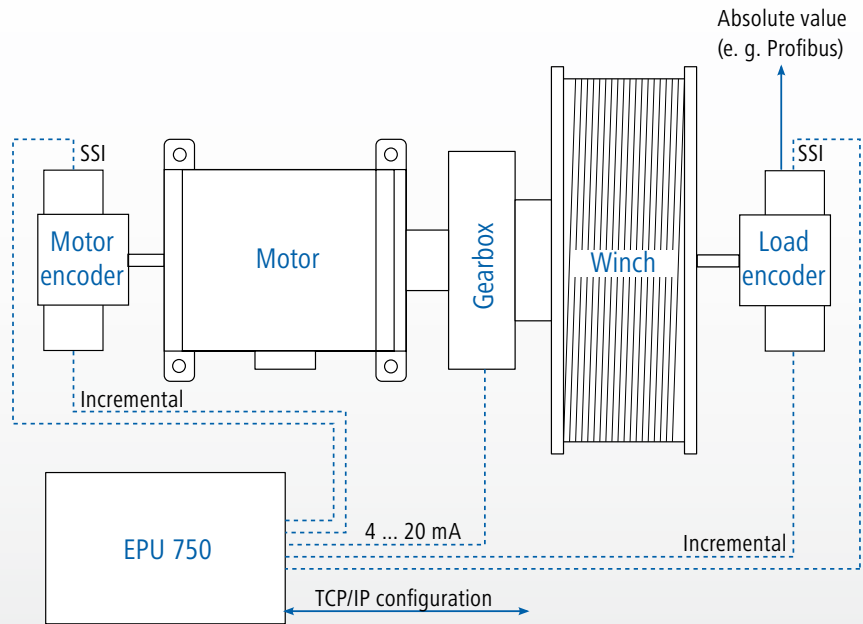 Absolute value
(e. g. Profibus)
SSI
SSI
Motor
encoder
Motor
Gearbox
Winch
Load
encoder
Incremental
EPU 750
4 ... 20 mA
Incremental
TCP/IP configuration